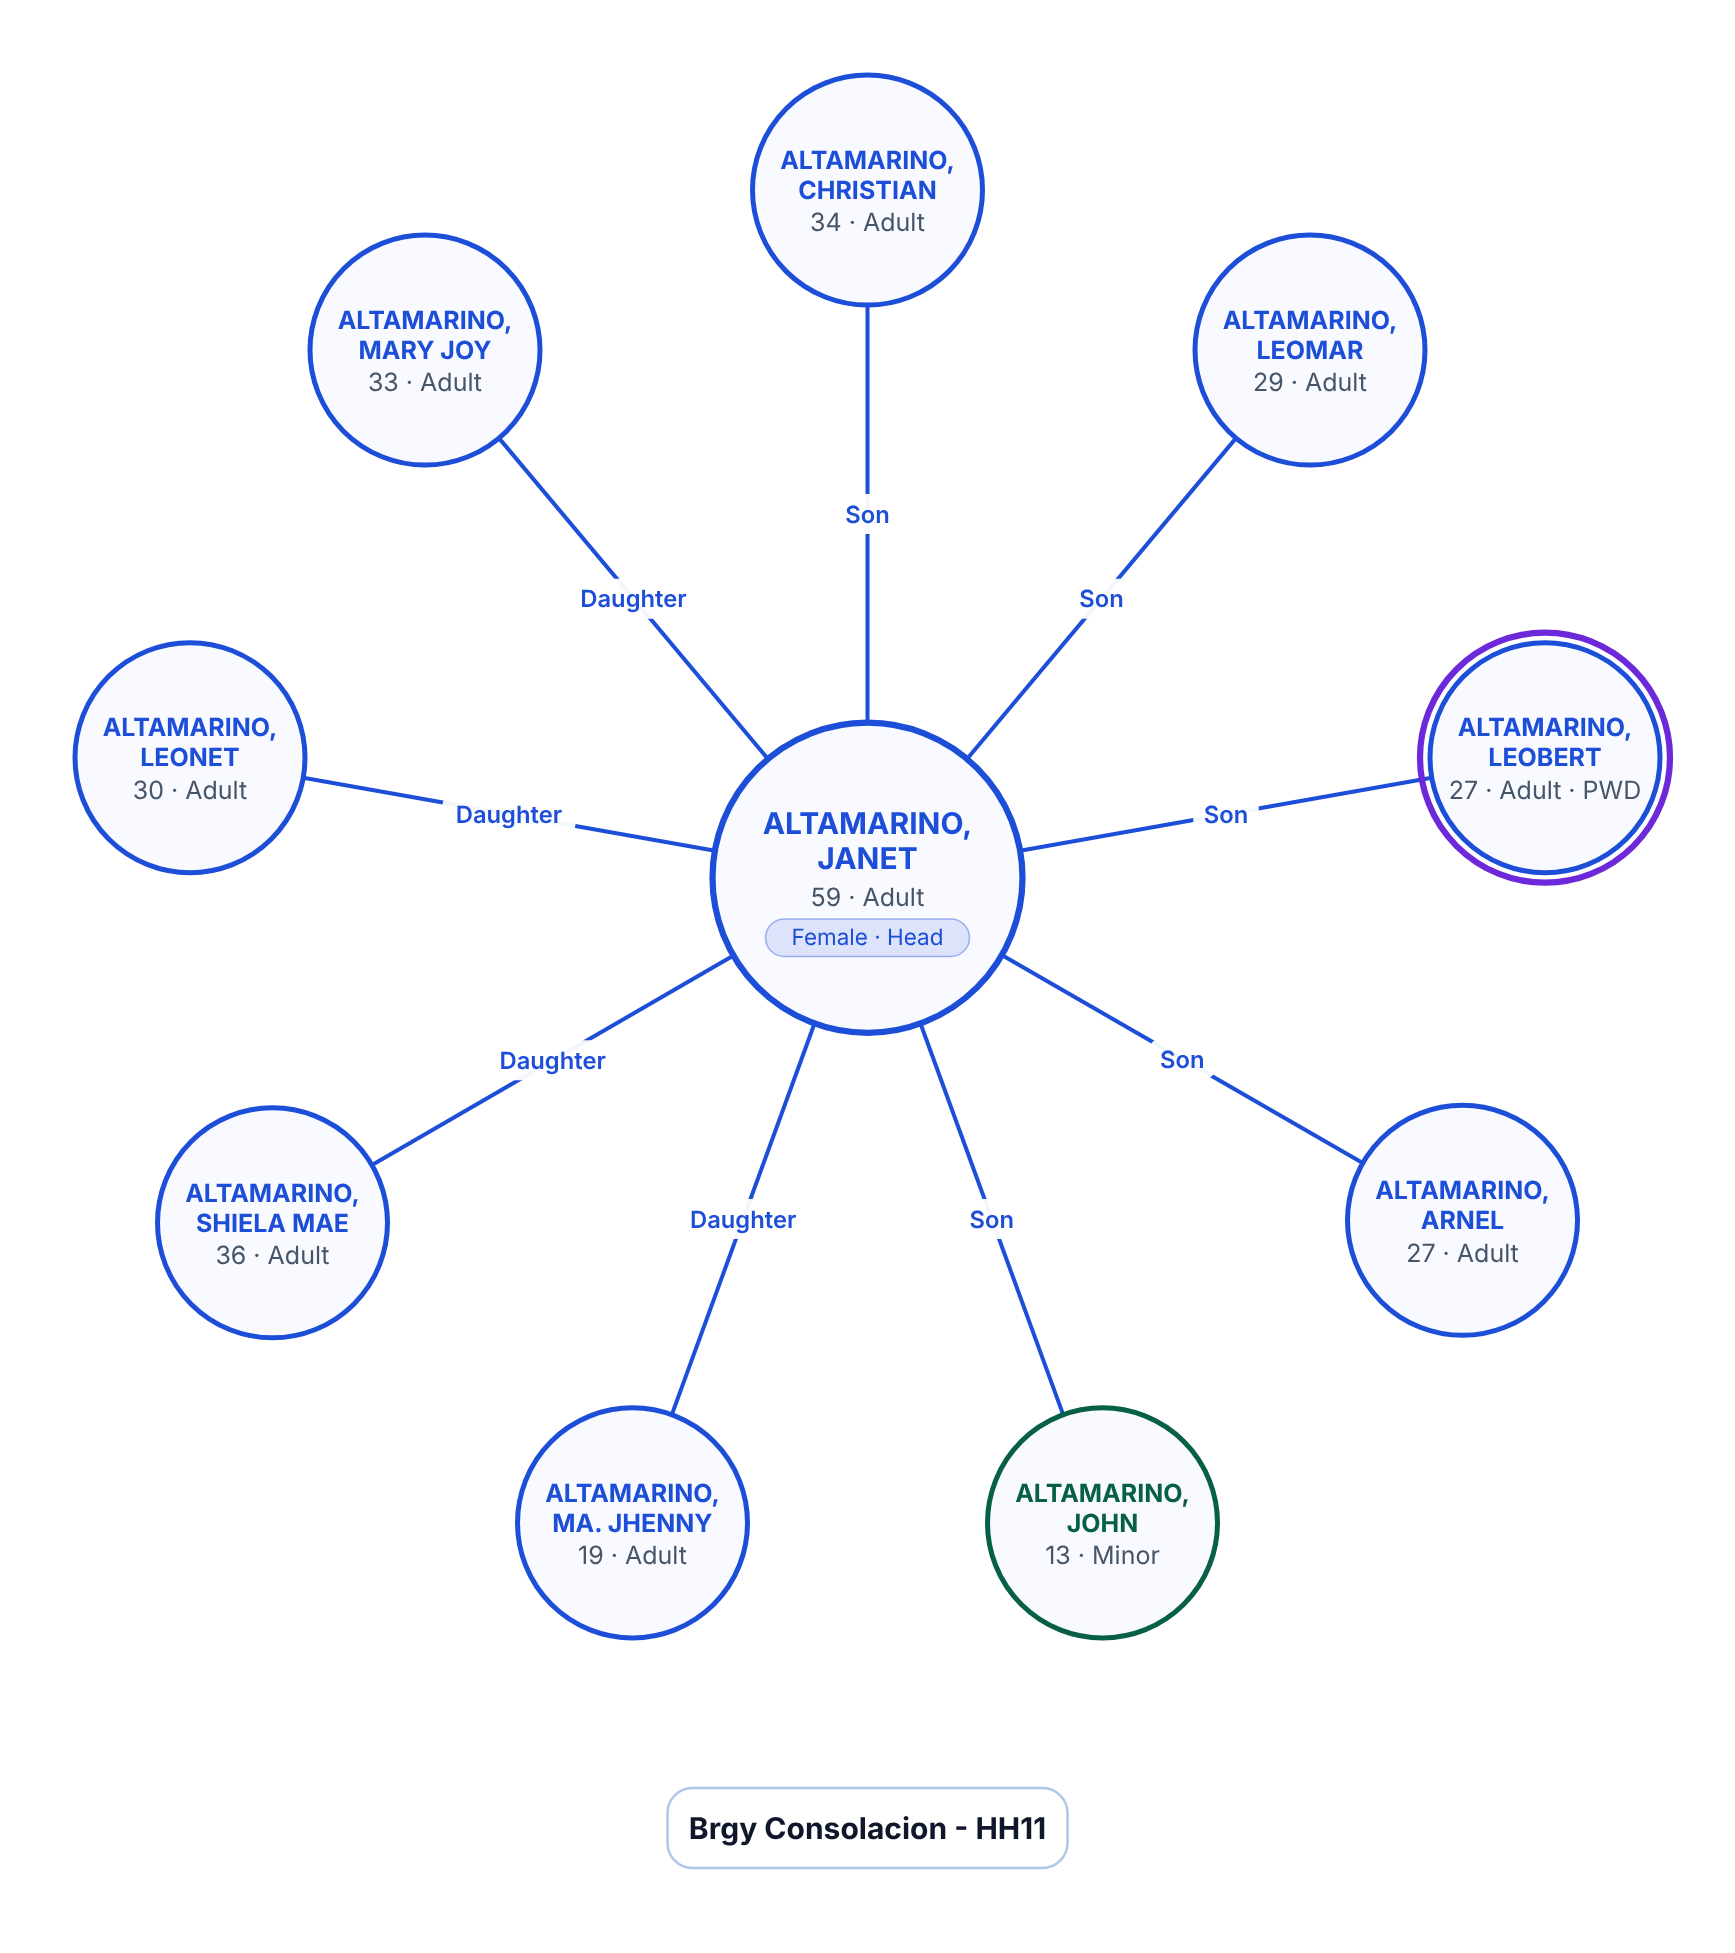 ALTAMARINO,
CHRISTIAN
34 · Adult
ALTAMARINO,
MARY JOY
33 · Adult
ALTAMARINO,
LEOMAR
29 · Adult
Son
Daughter
Son
ALTAMARINO,
LEONET
30 · Adult
ALTAMARINO,
LEOBERT
27 · Adult · PWD
Daughter
Son
ALTAMARINO,
JANET
59 · Adult
Female · Head
Daughter
Son
ALTAMARINO,
SHIELA MAE
36 · Adult
ALTAMARINO,
ARNEL
27 · Adult
Daughter
Son
ALTAMARINO,
MA. JHENNY
19 · Adult
ALTAMARINO,
JOHN
13 · Minor
Brgy Consolacion - HH11